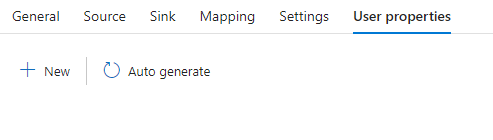 General Source Sink Mapping Settings User properties
New Auto generate